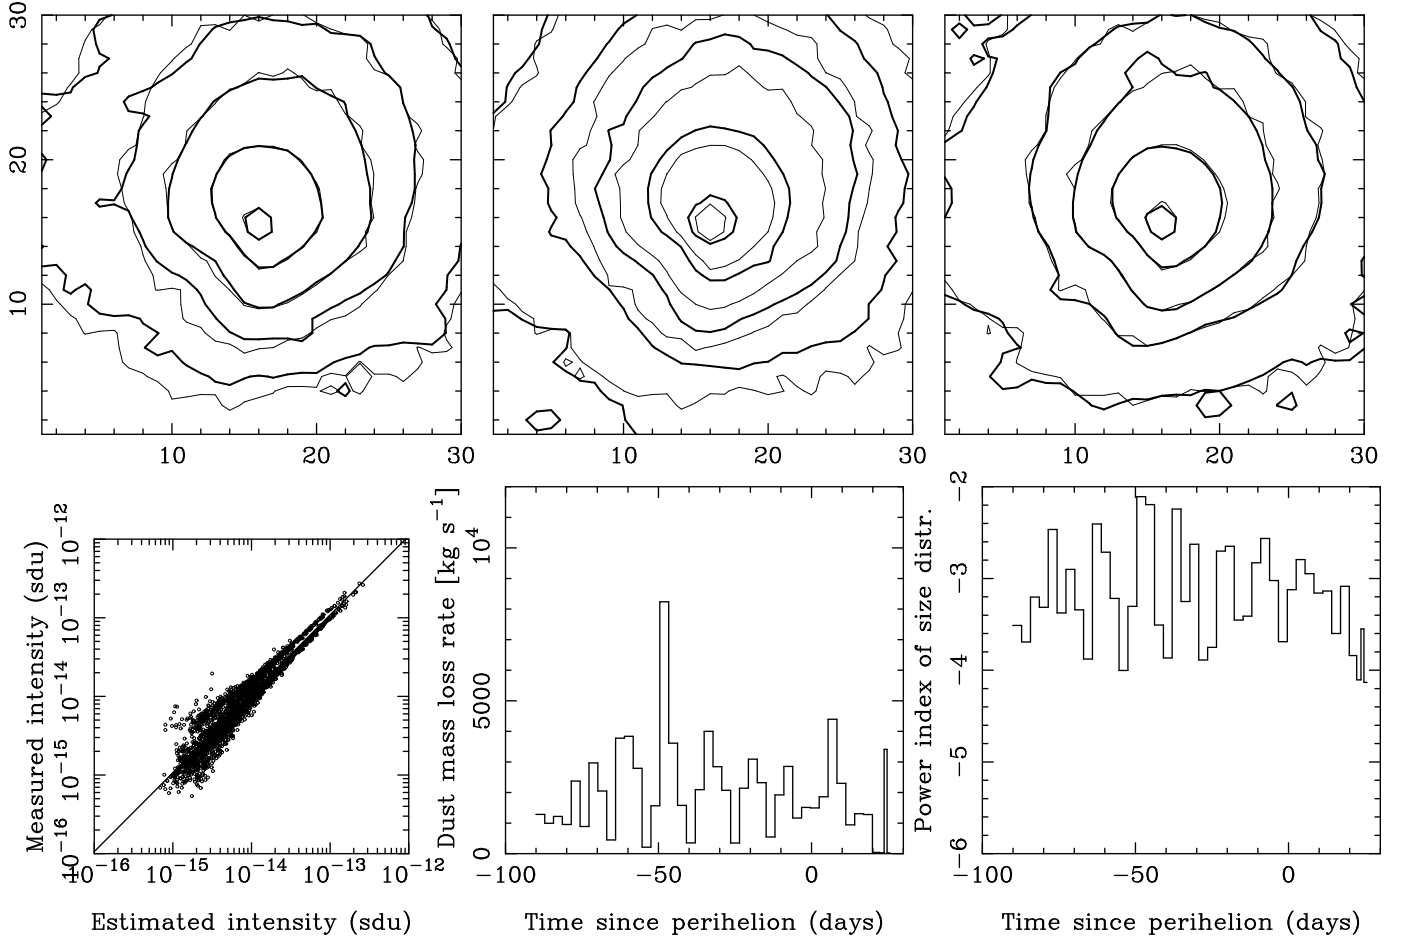 30
20
10
10 20 30
10 20 30
10 20 30
Measured intensity (sdu)
10^−12
10^−13
10^−14
10^−15
10^−16
10^−16 10^−15 10^−14 10^−13 10^−12
Estimated intensity (sdu)
Dust mass loss rate [kg s^−1]
10^4
5000
0
−100 −50 0
Time since perihelion (days)
Power index of size distr.
−2
−3
−4
−5
−6
−100 −50 0
Time since perihelion (days)